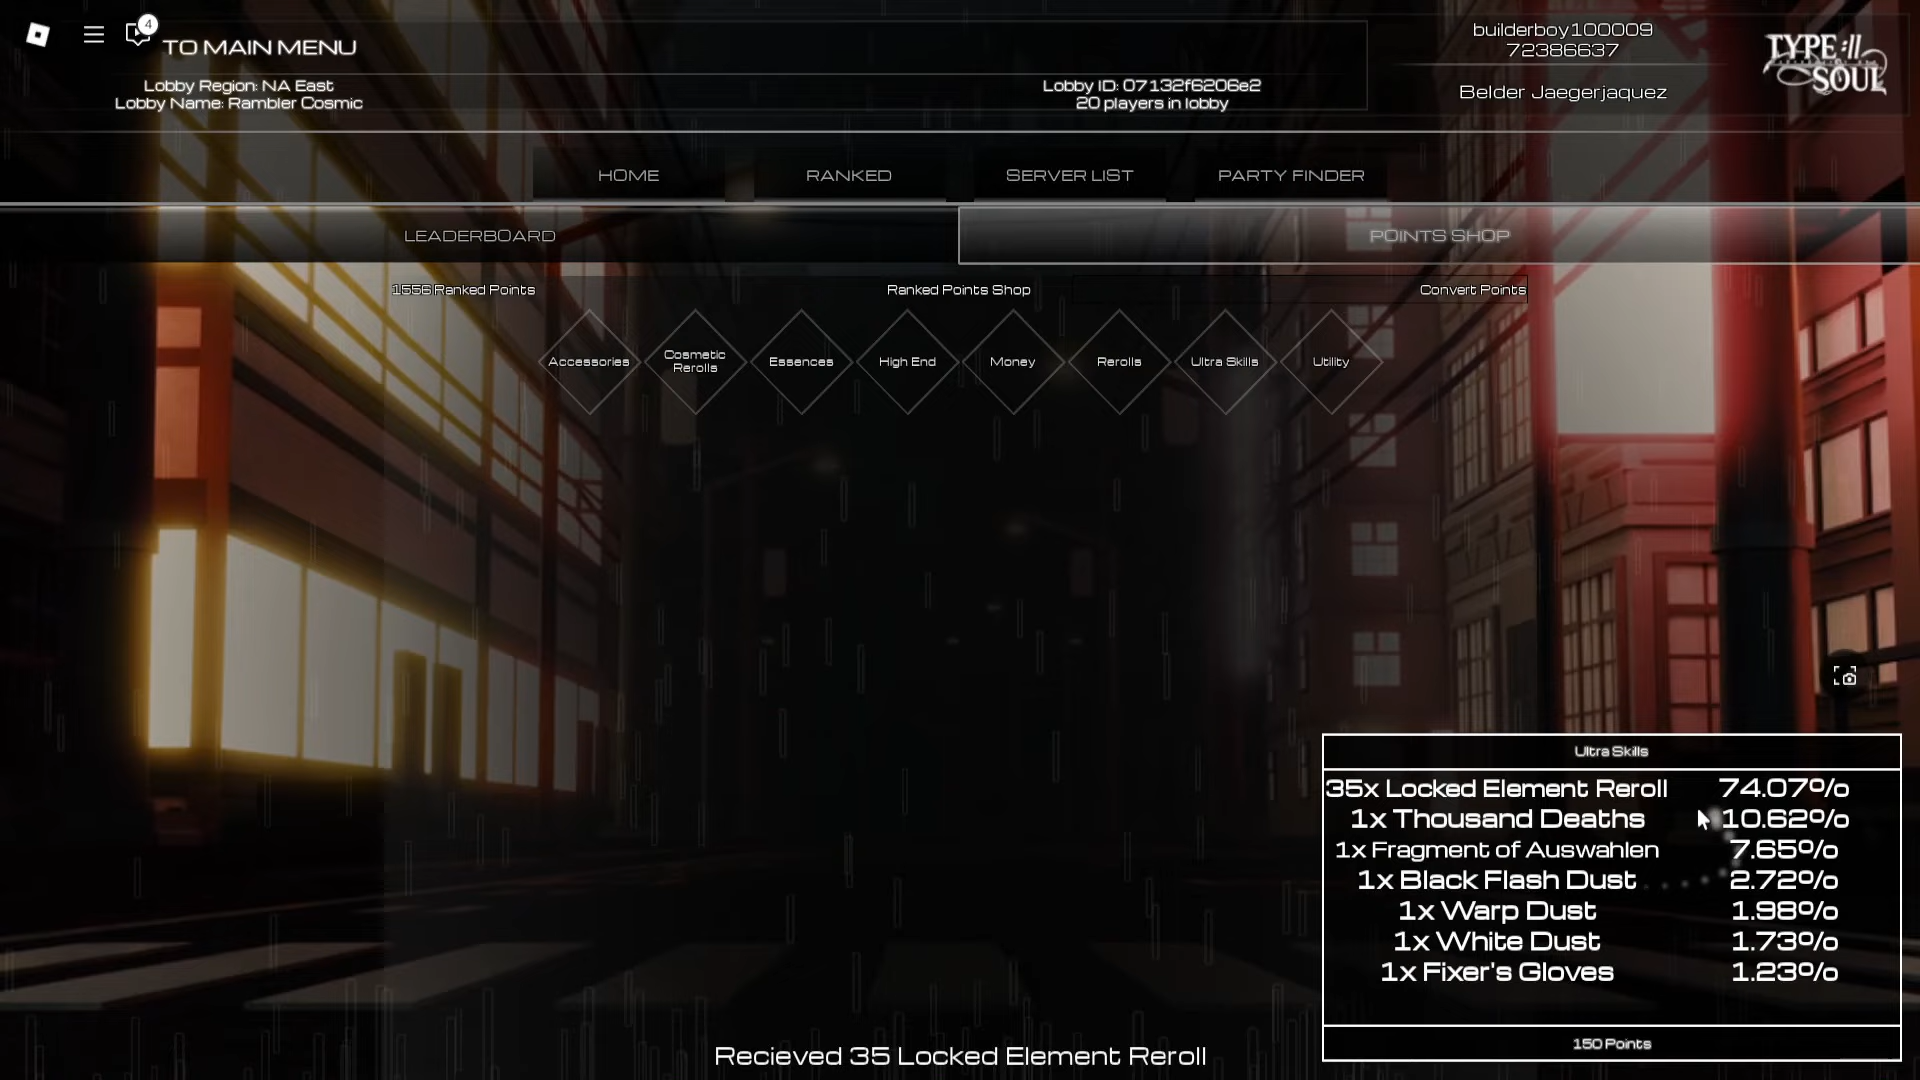 4
TO MAIN MENU
Lobby Region: NA East
Lobby Name: Rambler Cosmic
Lobby ID: 07132f6206e2
20 players in lobby
builderboy100009
72386637
Belder Jaegerjaquez
TYPE://
SOUL
HOME
RANKED
SERVER LIST
PARTY FINDER
LEADERBOARD
POINTS SHOP
1556 Ranked Points
Ranked Points Shop
Convert Points
Accessories
Cosmetic
Rerolls
Essences
High End
Money
Rerolls
Ultra Skills
Utility
Ultra Skills
35x Locked Element Reroll 74.07%
1x Thousand Deaths 10.62%
1x Fragment of Auswahlen 7.65%
1x Black Flash Dust 2.72%
1x Warp Dust 1.98%
1x White Dust 1.73%
1x Fixer's Gloves 1.23%
150 Points
Recieved 35 Locked Element Reroll